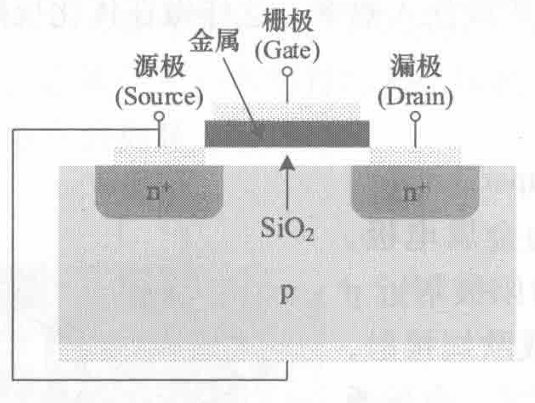 栅极
(Gate)
金属
源极
(Source)
漏极
(Drain)
n⁺
n⁺
SiO₂
p